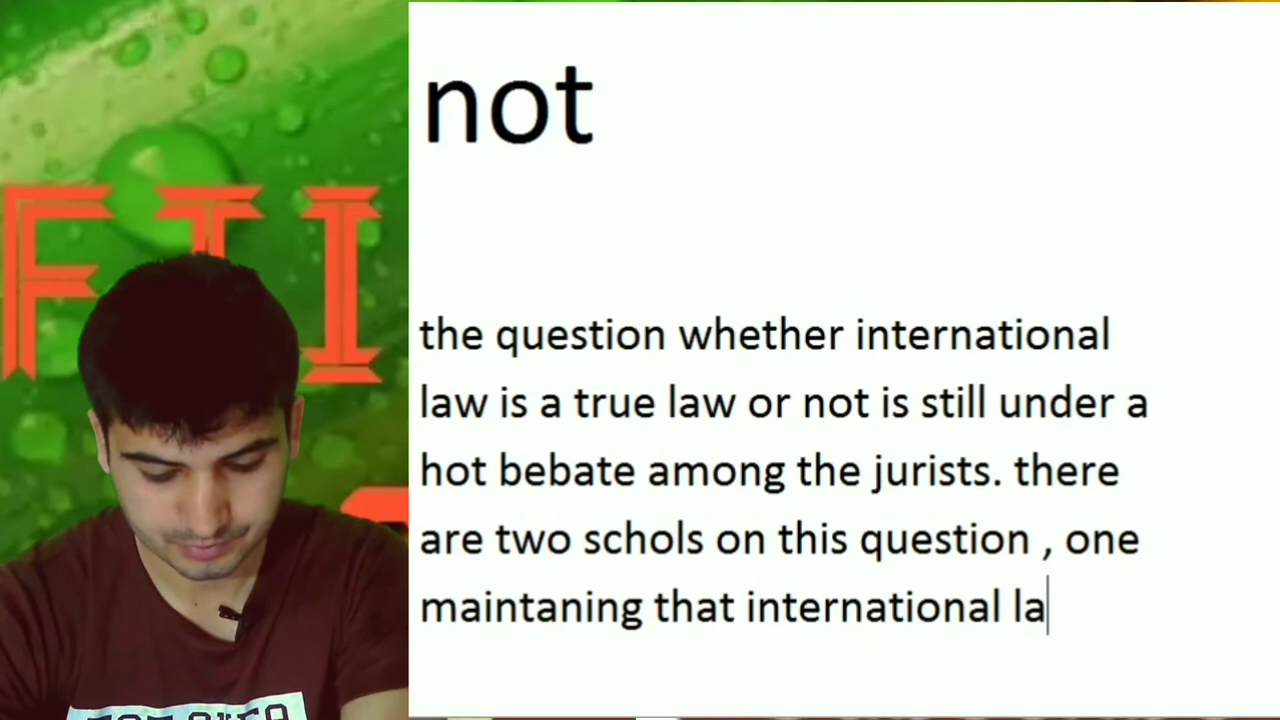 not
the question whether international
law is a true law or not is still under a
hot bebate among the jurists. there
are two schols on this question , one
maintaning that international la